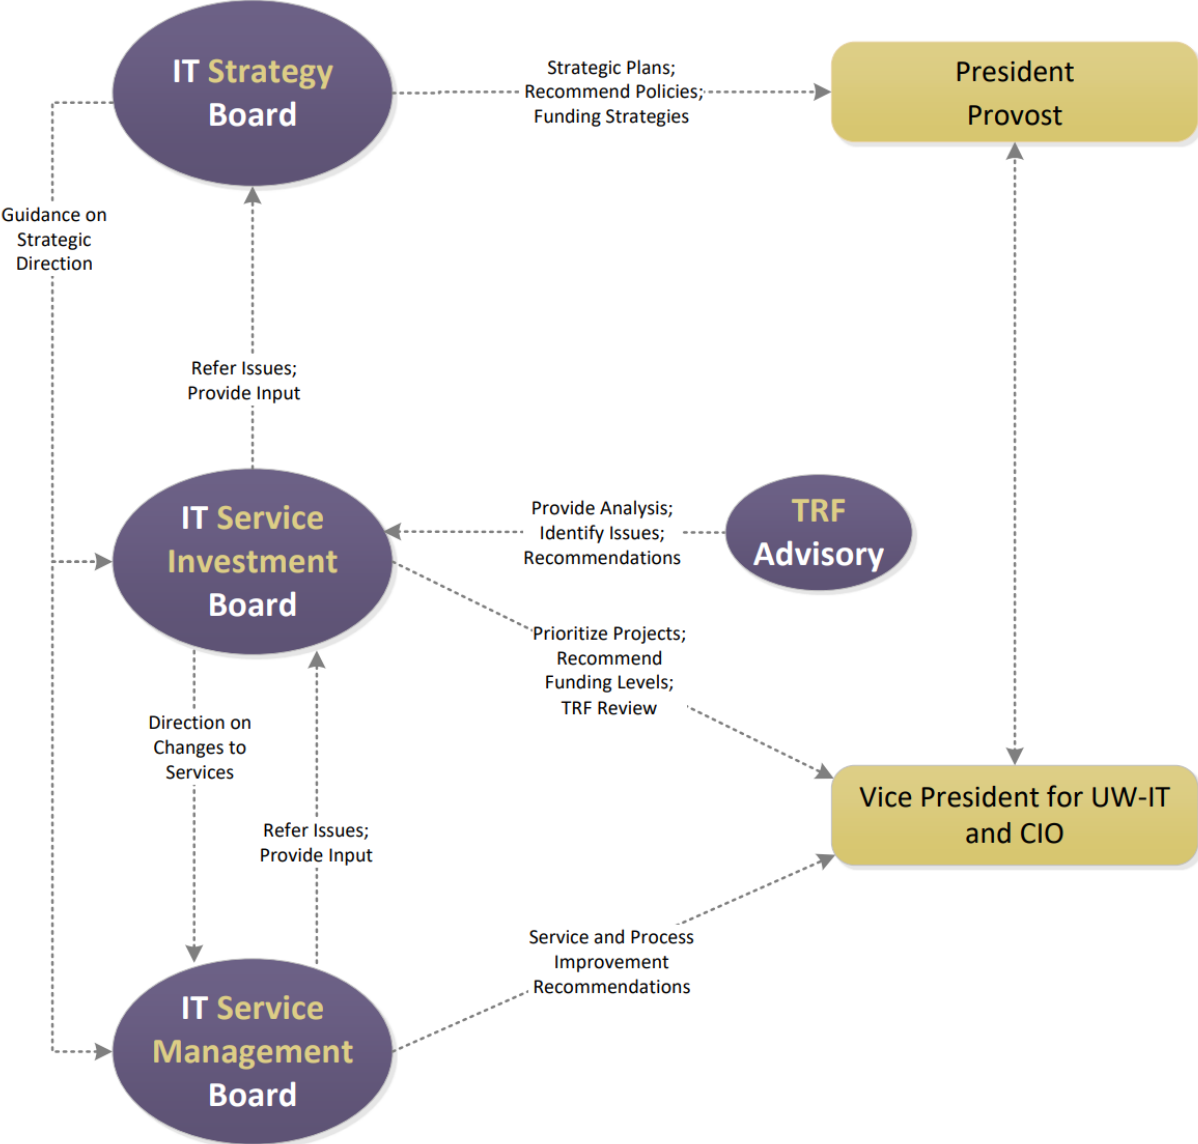 IT Strategy
Board
Strategic Plans;
Recommend Policies;
Funding Strategies
President
Provost
Guidance on
Strategic
Direction
Refer Issues;
Provide Input
IT Service
Investment
Board
Provide Analysis;
Identify Issues;
Recommendations
TRF
Advisory
Prioritize Projects;
Recommend
Funding Levels;
TRF Review
Direction on
Changes to
Services
Refer Issues;
Provide Input
Vice President for UW-IT
and CIO
Service and Process
Improvement
Recommendations
IT Service
Management
Board